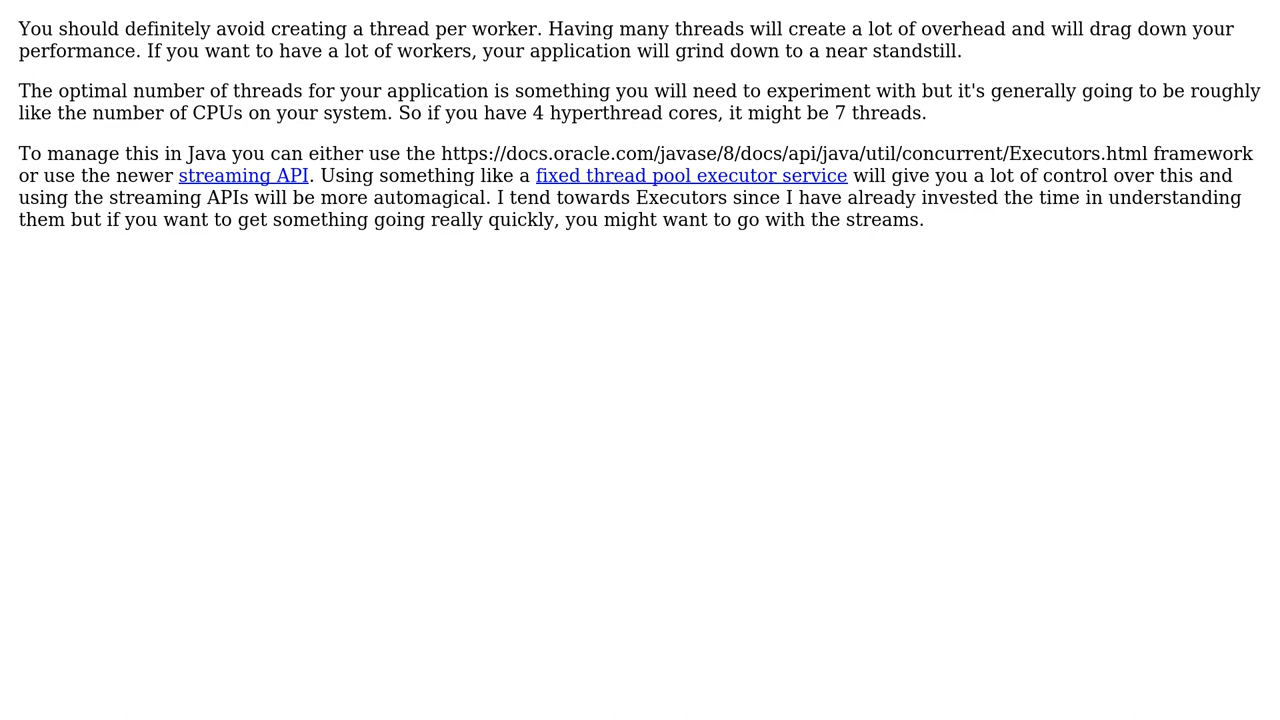 You should definitely avoid creating a thread per worker. Having many threads will create a lot of overhead and will drag down your
performance. If you want to have a lot of workers, your application will grind down to a near standstill.
The optimal number of threads for your application is something you will need to experiment with but it's generally going to be roughly
like the number of CPUs on your system. So if you have 4 hyperthread cores, it might be 7 threads.
To manage this in Java you can either use the https://docs.oracle.com/javase/8/docs/api/java/util/concurrent/Executors.html framework
or use the newer streaming API. Using something like a fixed thread pool executor service will give you a lot of control over this and
using the streaming APIs will be more automagical. I tend towards Executors since I have already invested the time in understanding
them but if you want to get something going really quickly, you might want to go with the streams.